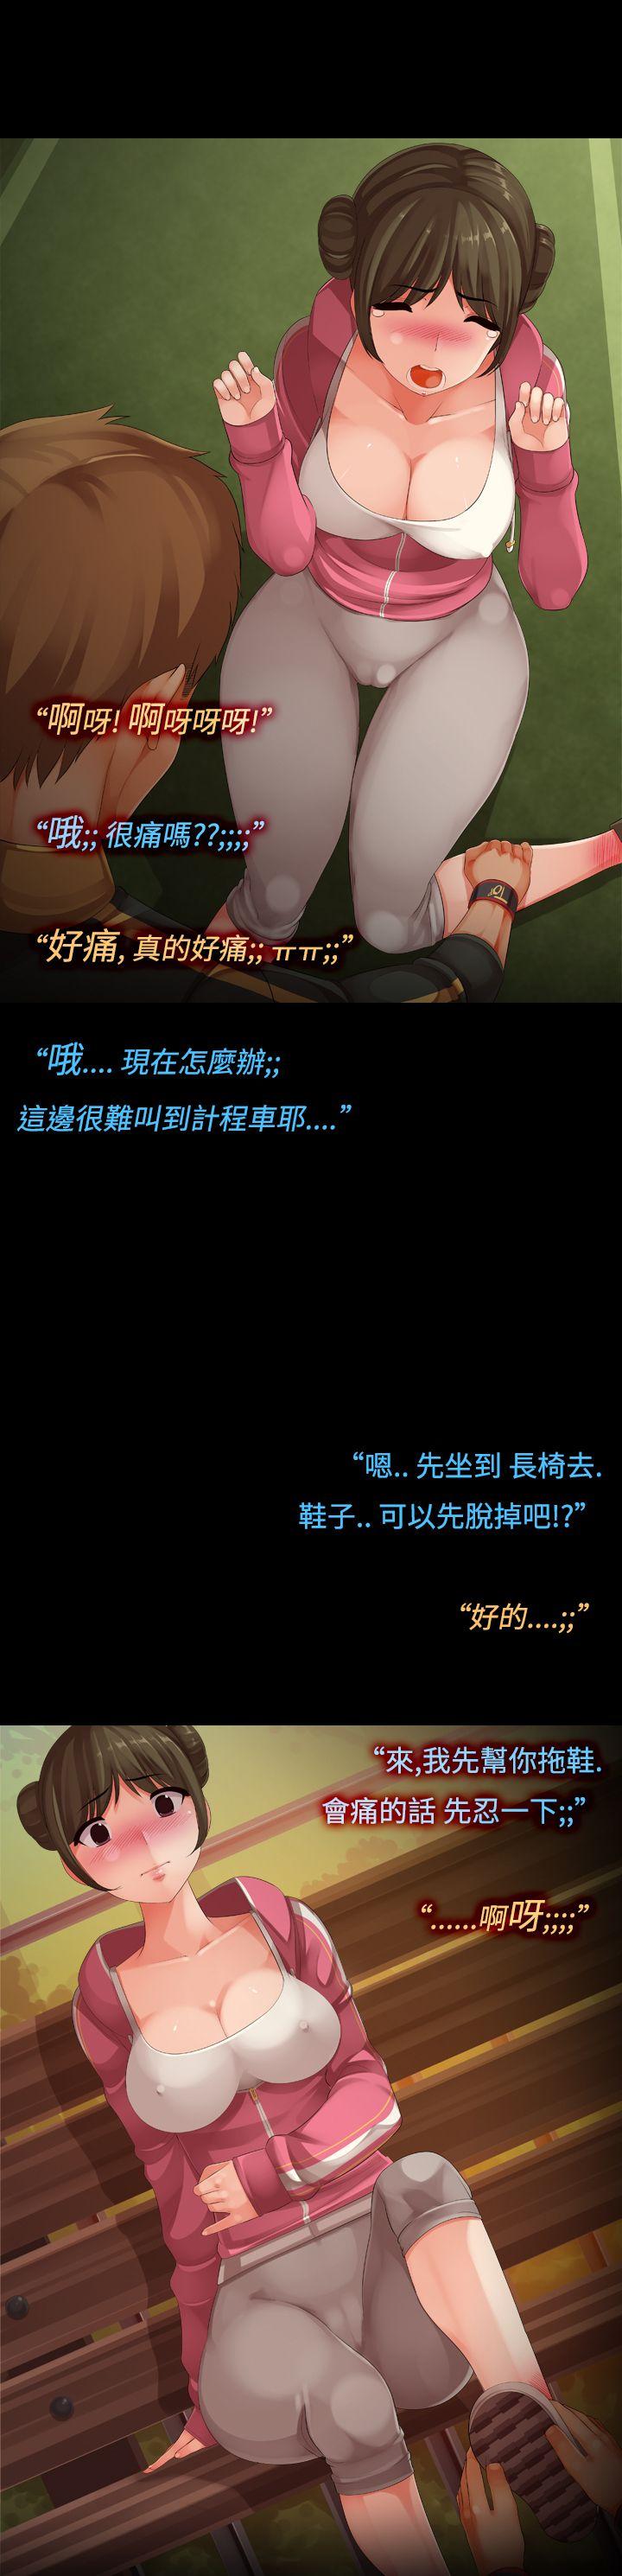 “啊呀! 啊呀呀呀!”
“哦;; 很痛嗎??;;;;”
“好痛, 真的好痛;; ㅠㅠ;;”
“哦.... 現在怎麼辦;;
這邊很難叫到計程車耶....”
“嗯.. 先坐到 長椅去.
鞋子.. 可以先脫掉吧!?”
“好的....;;”
“來,我先幫你拖鞋.
會痛的話 先忍一下;;”
“......啊呀;;;;”